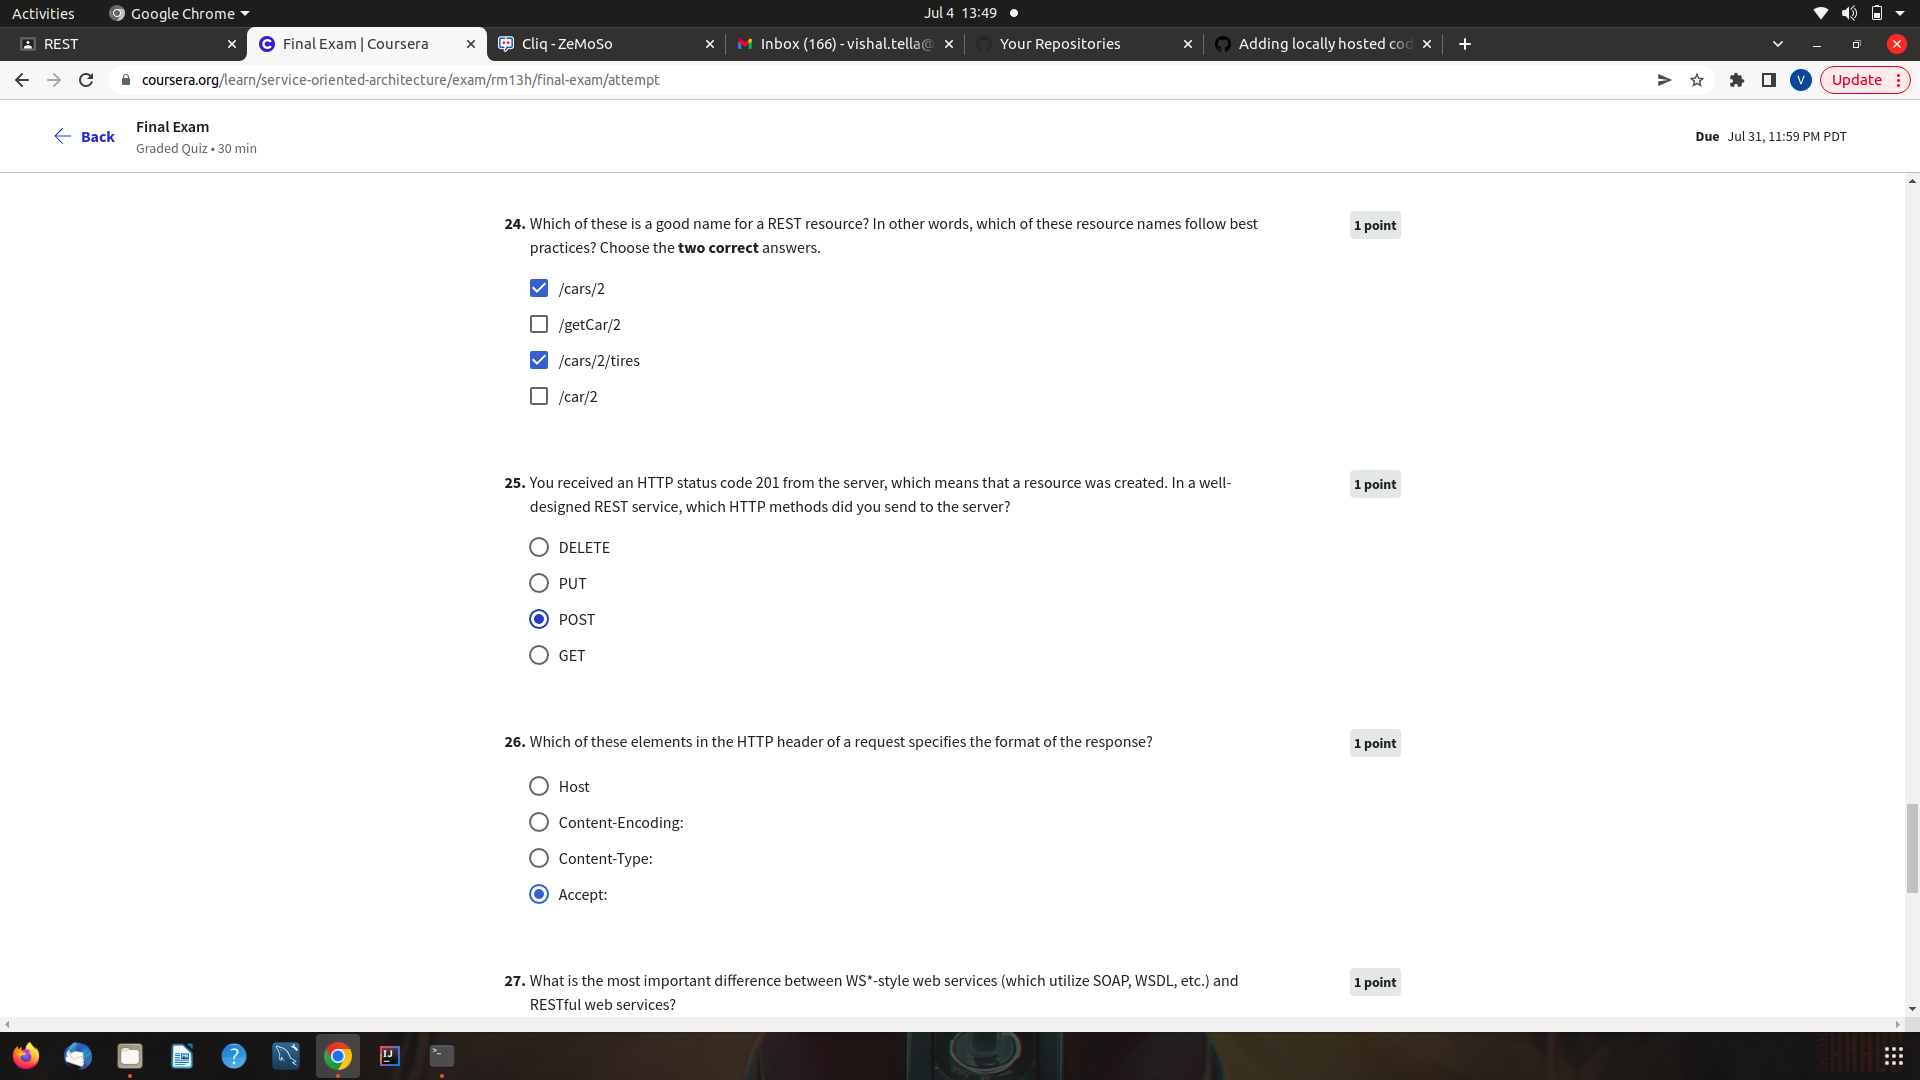 Activities
Google Chrome
Jul 4 13:49
REST
Final Exam | Coursera
Cliq - ZeMoSo
Inbox (166) - vishal.tella@
Your Repositories
Adding locally hosted cod
coursera.org/learn/service-oriented-architecture/exam/rm13h/final-exam/attempt
V
Update
Back
Final Exam
Graded Quiz • 30 min
Due Jul 31, 11:59 PM PDT
24. Which of these is a good name for a REST resource? In other words, which of these resource names follow best
practices? Choose the two correct answers.
1 point
/cars/2
/getCar/2
/cars/2/tires
/car/2
25. You received an HTTP status code 201 from the server, which means that a resource was created. In a well-
designed REST service, which HTTP methods did you send to the server?
1 point
DELETE
PUT
POST
GET
26. Which of these elements in the HTTP header of a request specifies the format of the response?
1 point
Host
Content-Encoding:
Content-Type:
Accept:
27. What is the most important difference between WS*-style web services (which utilize SOAP, WSDL, etc.) and
RESTful web services?
1 point